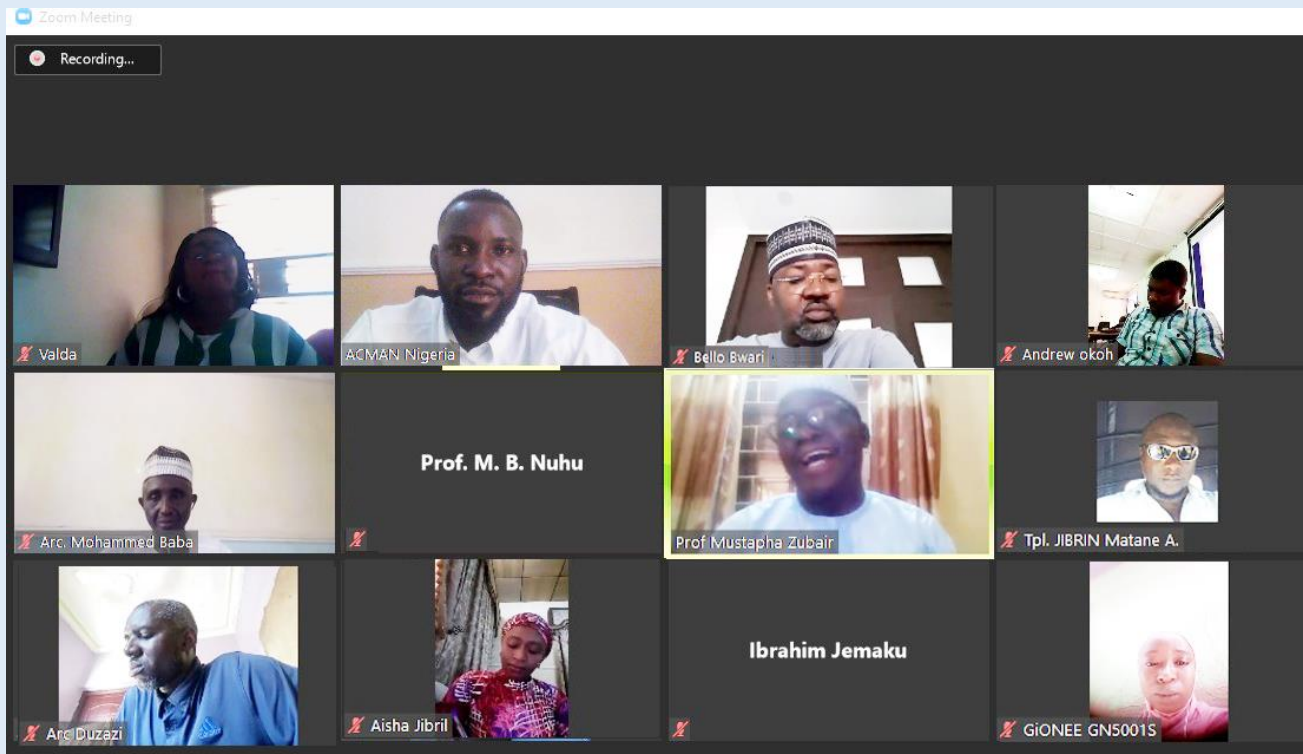 Zoom Meeting
Recording...
Valda
ACMAN Nigeria
Bello Bwari
Andrew okoh
Arc. Mohammed Baba
Prof. M. B. Nuhu
Prof Mustapha Zubair
Tpl. JIBRIN Matane A.
Arc Duzazi
Aisha Jibril
Ibrahim Jemaku
GiONEE GN5001S